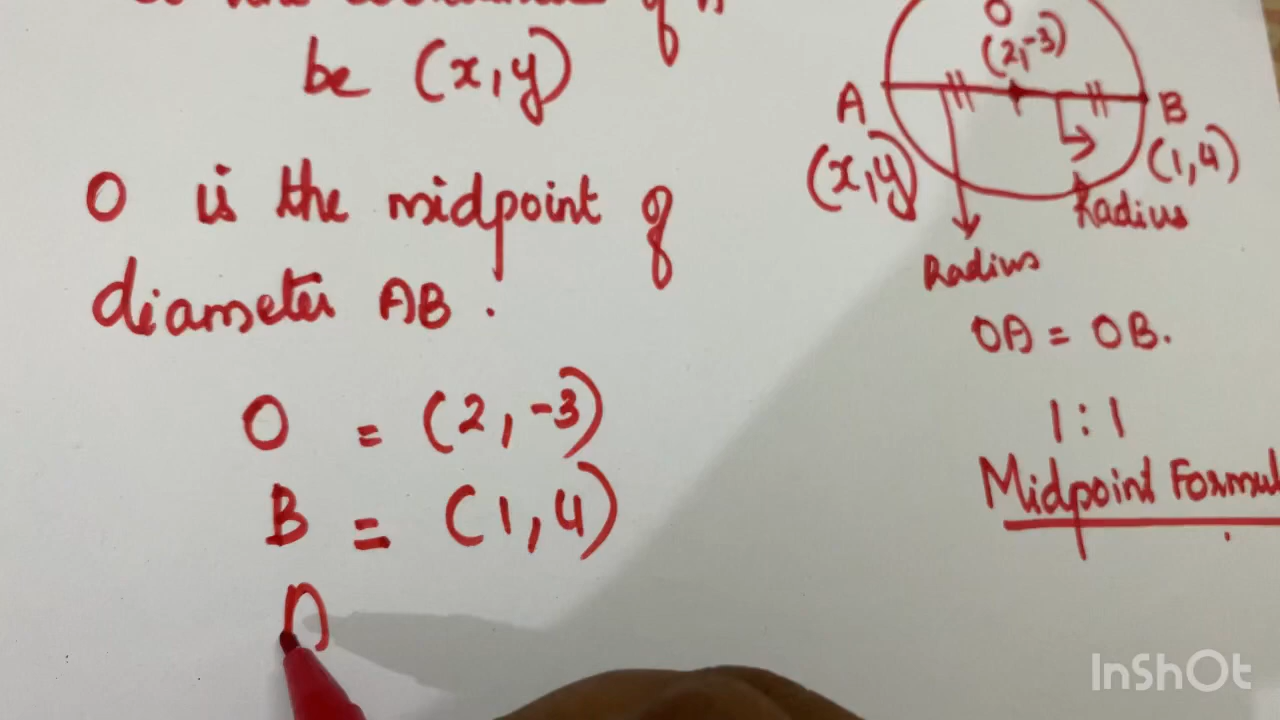 be (x, y)
O is the midpoint of
diameter AB.
O = (2, -3)
B = (1, 4)
A
O
(2, -3)
A
B
(x, y)
(1, 4)
Radius
Radius
OA = OB.
1 : 1
Midpoint Formul
InShOt